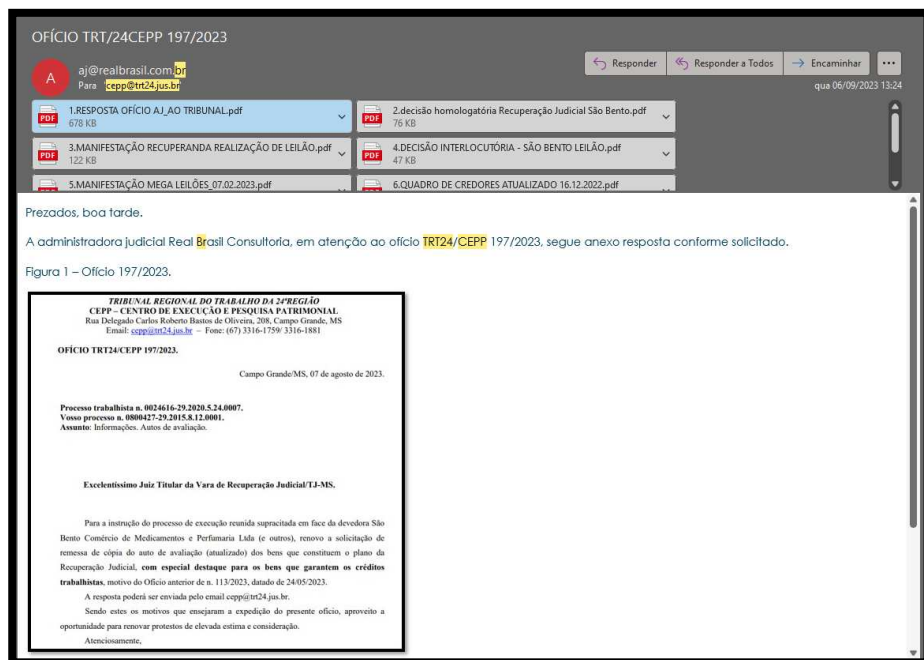 OFÍCIO TRT/24CEPP 197/2023
A
aj@realbrasil.com.br
Para 'cepp@trt24.jus.br
Responder
Responder a Todos
Encaminhar
qua 06/09/2023 13:24
PDF
1.RESPOSTA OFÍCIO AJ_AO TRIBUNAL.pdf
678 KB
PDF
2.decisão homologatória Recuperação Judicial São Bento.pdf
76 KB
PDF
3.MANIFESTAÇÃO RECUPERANDA REALIZAÇÃO DE LEILÃO.pdf
122 KB
PDF
4.DECISÃO INTERLOCUTÓRIA - SÃO BENTO LEILÃO.pdf
47 KB
PDF
5.MANIFESTAÇÃO MEGA LEILÕES_07.02.2023.pdf
PDF
6.QUADRO DE CREDORES ATUALIZADO 16.12.2022.pdf
Prezados, boa tarde.
A administradora judicial Real Brasil Consultoria, em atenção ao ofício TRT24/CEPP 197/2023, segue anexo resposta conforme solicitado.
Figura 1 – Ofício 197/2023.
TRIBUNAL REGIONAL DO TRABALHO DA 24ªREGIÃO
CEPP – CENTRO DE EXECUÇÃO E PESQUISA PATRIMONIAL
Rua Delegado Carlos Roberto Bastos de Oliveira, 208, Campo Grande, MS
Email: cepp@trt24.jus.br – Fone: (67) 3316-1759/ 3316-1881
OFÍCIO TRT24/CEPP 197/2023.
Campo Grande/MS, 07 de agosto de 2023.
Processo trabalhista n. 0024616-29.2020.5.24.0007.
Vosso processo n. 0800427-29.2015.8.12.0001.
Assunto: Informações. Autos de avaliação.
Excelentíssimo Juiz Titular da Vara de Recuperação Judicial/TJ-MS.
Para a instrução do processo de execução reunida supracitada em face da devedora São
Bento Comércio de Medicamentos e Perfumaria Ltda (e outros), renovo a solicitação de
remessa de cópia do auto de avaliação (atualizado) dos bens que constituem o plano da
Recuperação Judicial, com especial destaque para os bens que garantem os créditos
trabalhistas, motivo do Ofício anterior de n. 113/2023, datado de 24/05/2023.
A resposta poderá ser enviada pelo email cepp@trt24.jus.br.
Sendo estes os motivos que ensejaram a expedição do presente ofício, aproveito a
oportunidade para renovar protestos de elevada estima e consideração.
Atenciosamente,